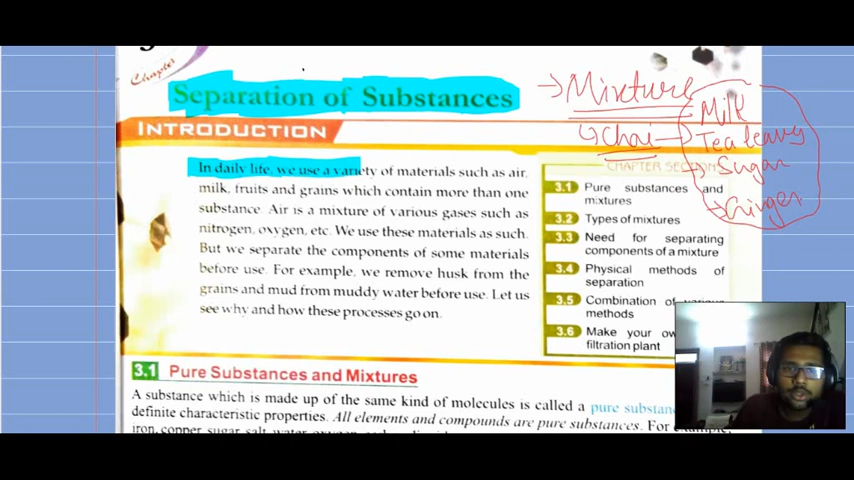 Chapter
Separation of Substances
INTRODUCTION
In daily life, we use a variety of materials such as air,
milk, fruits and grains which contain more than one
substance. Air is a mixture of various gases such as
nitrogen, oxygen, etc. We use these materials as such.
But we separate the components of some materials
before use. For example, we remove husk from the
grains and mud from muddy water before use. Let us
see why and how these processes go on.
→ Mixture
↳ Chai →
Milk
Tea leaves
→ Sugar
→ Ginger
CHAPTER SECTIONS
3.1 Pure substances and
mixtures
3.2 Types of mixtures
3.3 Need for separating
components of a mixture
3.4 Physical methods of
separation
3.5 Combination of various
methods
3.6 Make your ow
filtration plant
3.1 Pure Substances and Mixtures
A substance which is made up of the same kind of molecules is called a pure substan
definite characteristic properties. All elements and compounds are pure substances. For example,
iron, copper, sugar, salt, water, oxygen,